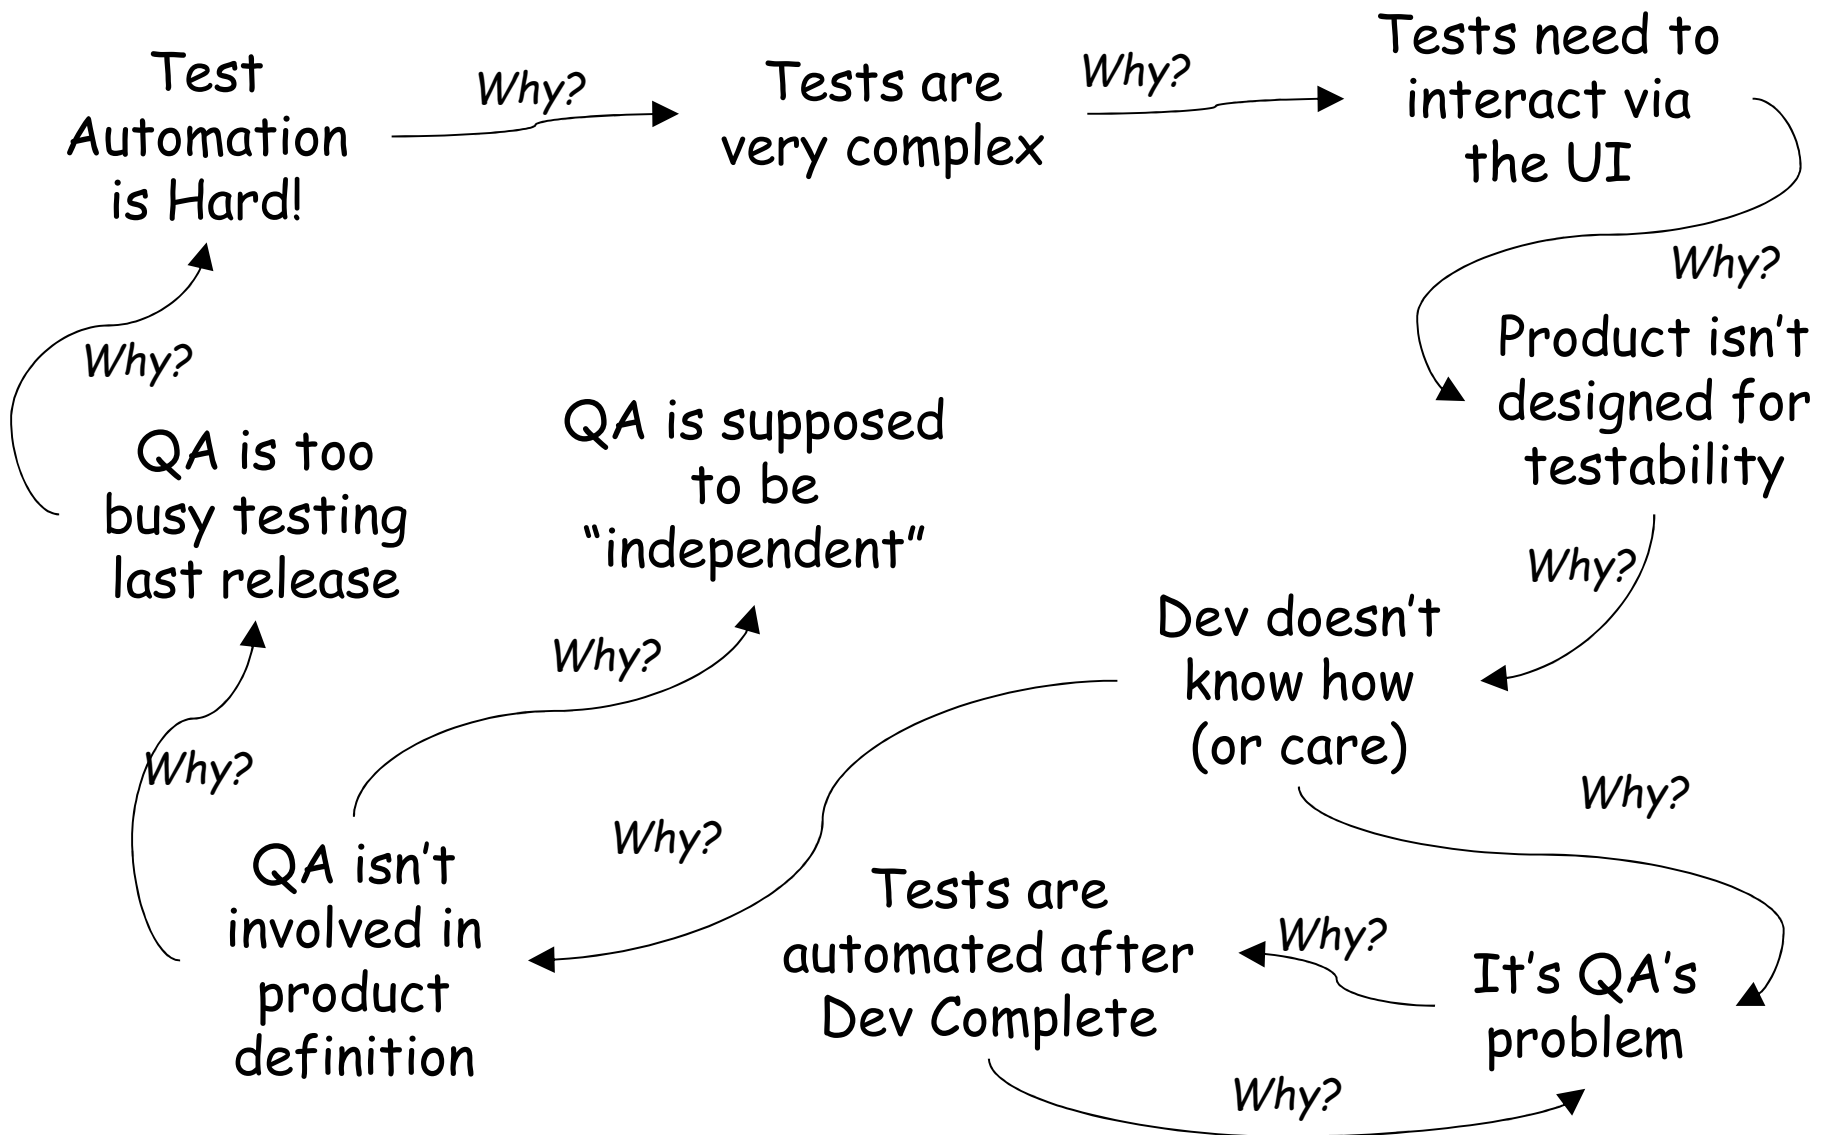 Test
Automation
is Hard!
Why?
Tests are
very complex
Why?
Tests need to
interact via
the UI
Why?
Product isn't
designed for
testability
Why?
Dev doesn't
know how
(or care)
Why?
It's QA's
problem
Why?
Tests are
automated after
Dev Complete
Why?
Why?
QA isn't
involved in
product
definition
Why?
QA is supposed
to be
“independent”
Why?
QA is too
busy testing
last release
Why?